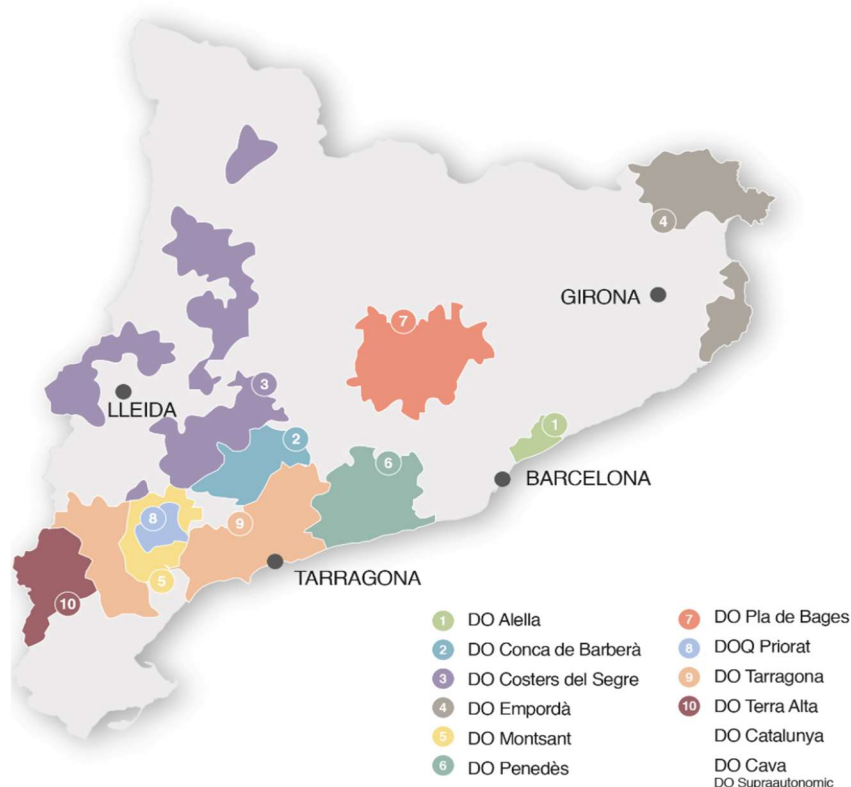 4
GIRONA
7
3
LLEIDA
1
2
6
BARCELONA
8
9
TARRAGONA
5
10
1 DO Alella
2 DO Conca de Barberà
3 DO Costers del Segre
4 DO Empordà
5 DO Montsant
6 DO Penedès
7 DO Pla de Bages
8 DOQ Priorat
9 DO Tarragona
10 DO Terra Alta
DO Catalunya
DO Cava
DO Supraautonomic